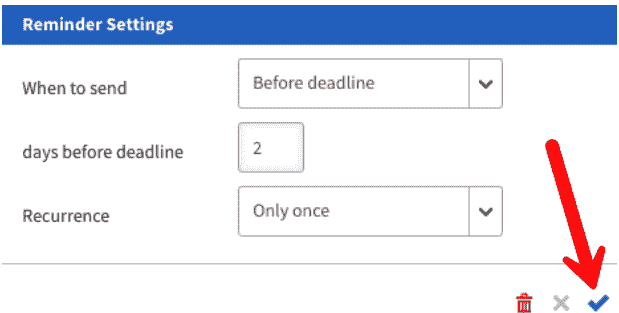 Reminder Settings
When to send
Before deadline
days before deadline
2
Recurrence
Only once